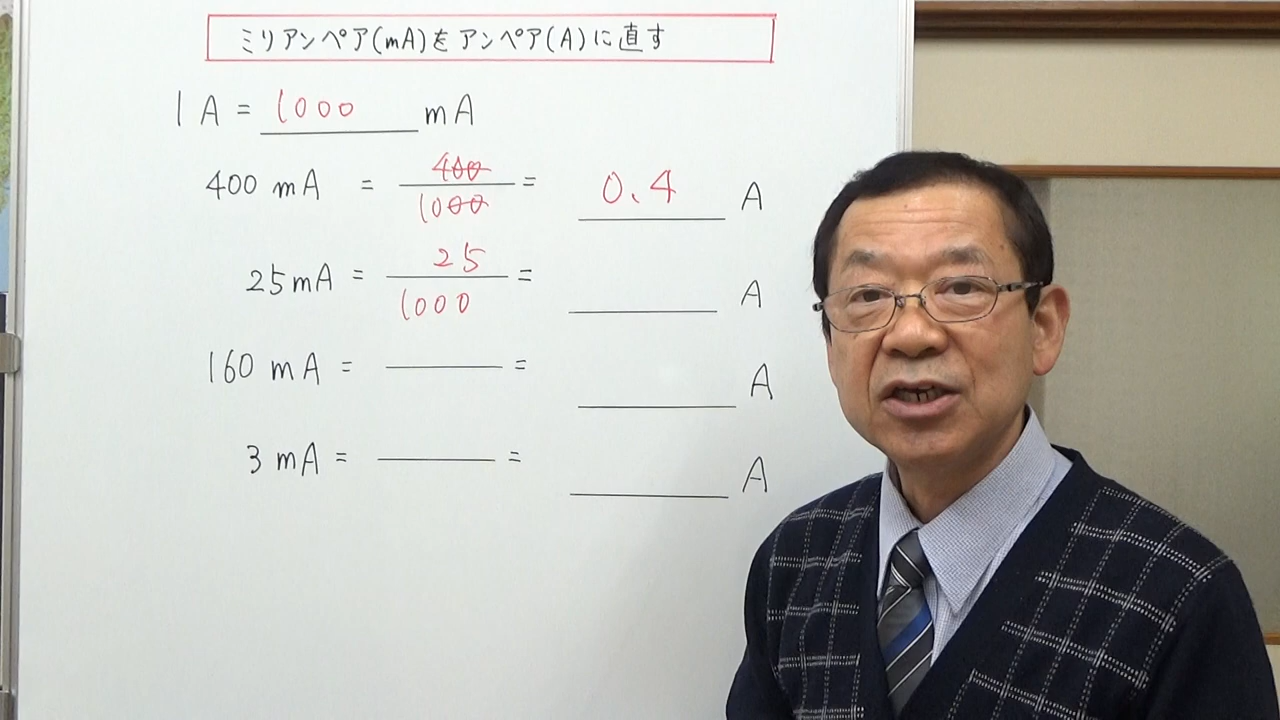 ミリアンペア(mA)をアンペア(A)に直す
1A = 1000 mA
400 mA = 400/1000 = 0.4 A
25mA = 25/1000 = A
160 mA = = A
3 mA = = A